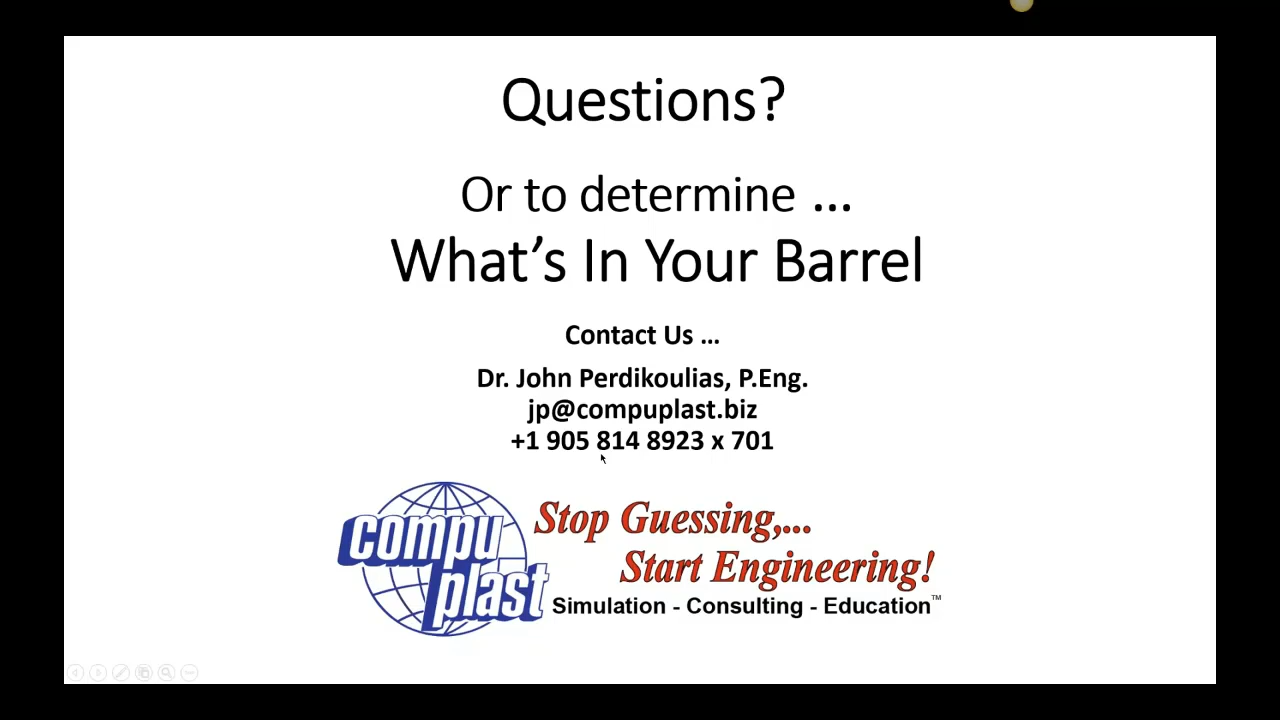 Questions?
Or to determine ...
What's In Your Barrel
Contact Us ...
Dr. John Perdikoulias, P.Eng.
jp@compuplast.biz
+1 905 814 8923 x 701
compu
plast
Stop Guessing,...
Start Engineering!
Simulation - Consulting - Education™